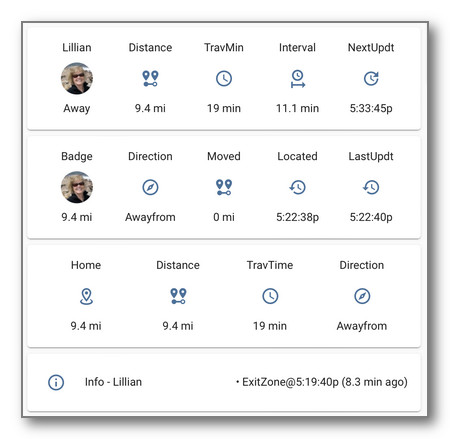 Lillian Distance TravMin Interval NextUpdt
Away 9.4 mi 19 min 11.1 min 5:33:45p
Badge Direction Moved Located LastUpdt
9.4 mi Awayfrom 0 mi 5:22:38p 5:22:40p
Home Distance TravTime Direction
9.4 mi 9.4 mi 19 min Awayfrom
Info - Lillian • ExitZone@5:19:40p (8.3 min ago)